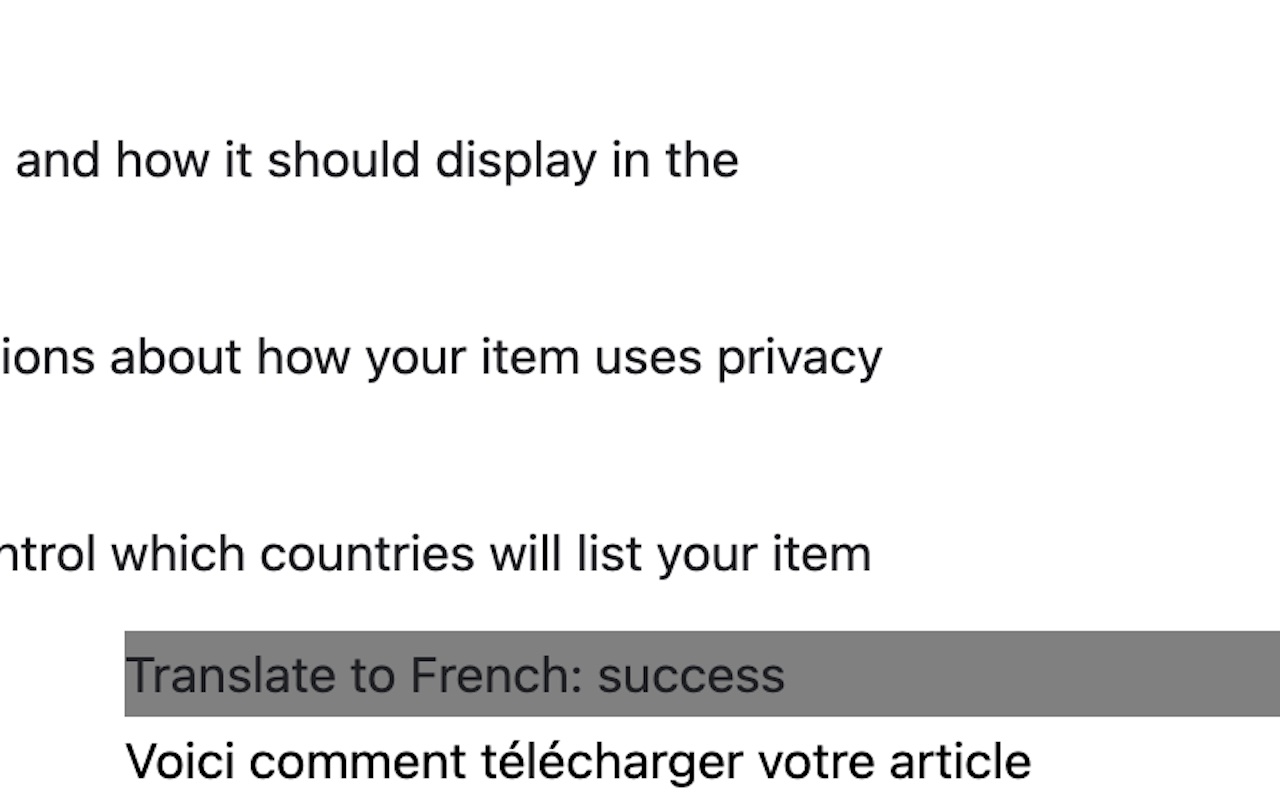 and how it should display in the
ions about how your item uses privacy
ntrol which countries will list your item
Translate to French: success
Voici comment télécharger votre article